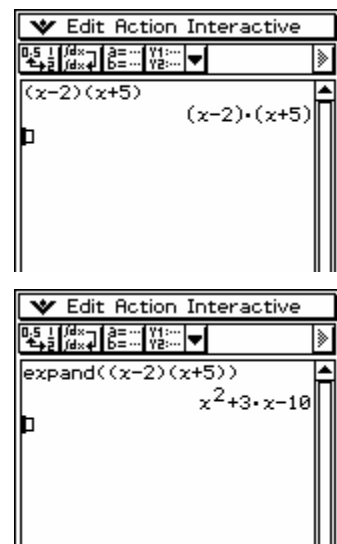 Edit Action Interactive
(x-2)(x+5)
(x-2)·(x+5)
Edit Action Interactive
expand((x-2)(x+5))
x²+3·x-10